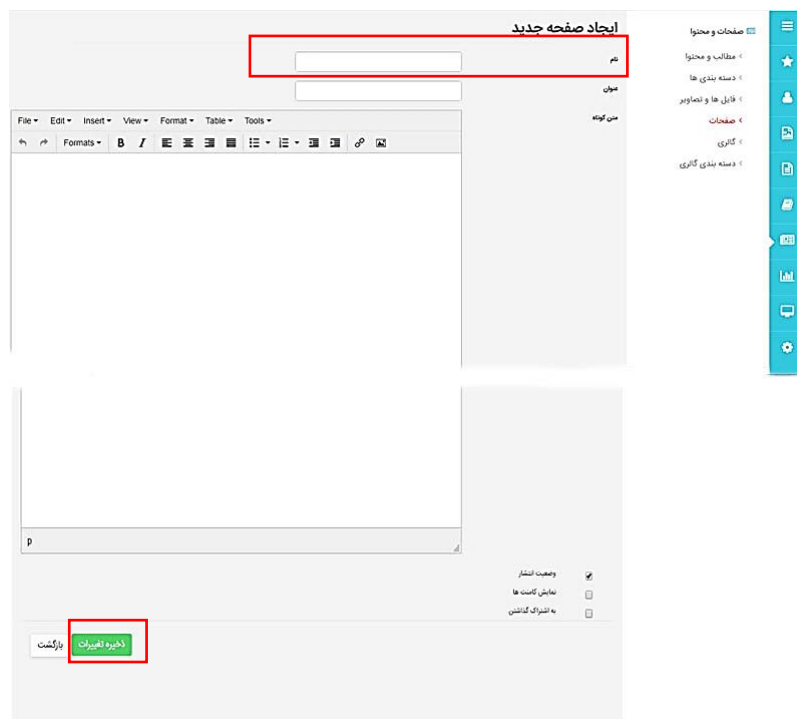 صفحات و محتوا
مطالب و محتوا
دسته بندی ها
فایل ها و تصاویر
صفحات
گالری
دسته بندی گالری
ایجاد صفحه جدید
نام
عنوان
متن کوتاه
File Edit Insert View Format Table Tools
Formats B I
p
وضعیت انتشار
نمایش کامنت ها
به اشتراک گذاشتن
ذخیره تغییرات
بازگشت